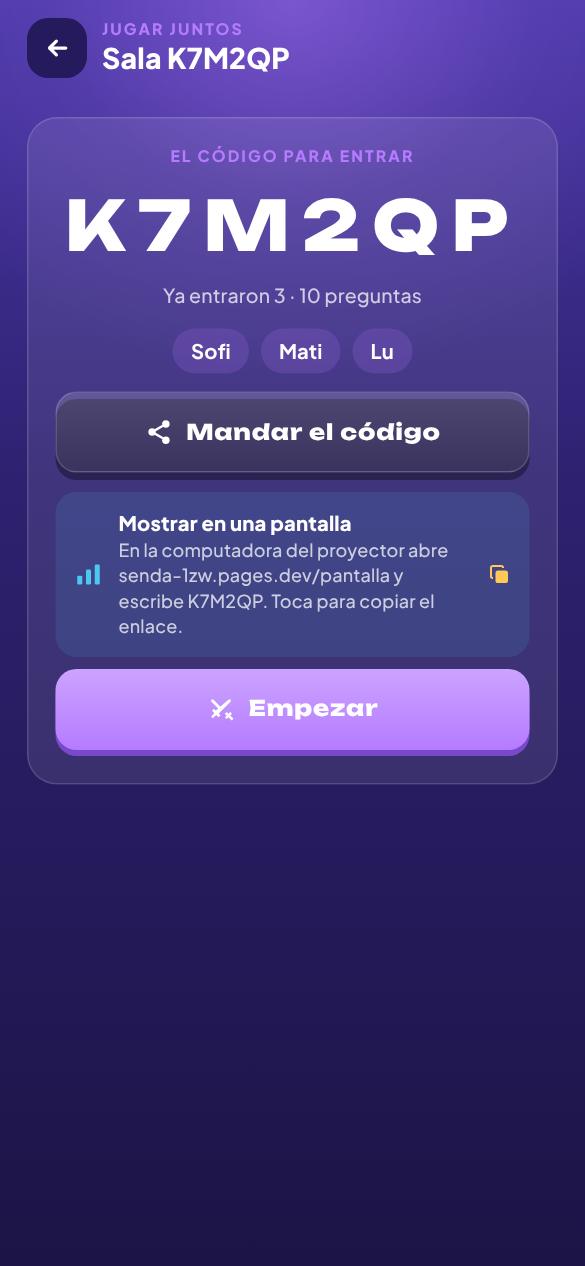 JUGAR JUNTOS
Sala K7M2QP
EL CÓDIGO PARA ENTRAR
K7M2QP
Ya entraron 3 · 10 preguntas
Sofi Mati Lu
Mandar el código
Mostrar en una pantalla
En la computadora del proyector abre
senda-1zw.pages.dev/pantalla y
escribe K7M2QP. Toca para copiar el
enlace.
Empezar